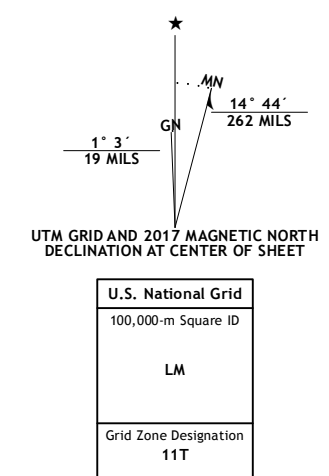 ★
MN
GN
14° 44´
262 MILS
1° 3´
19 MILS
UTM GRID AND 2017 MAGNETIC NORTH
DECLINATION AT CENTER OF SHEET
U.S. National Grid
100,000-m Square ID
LM
Grid Zone Designation
11T